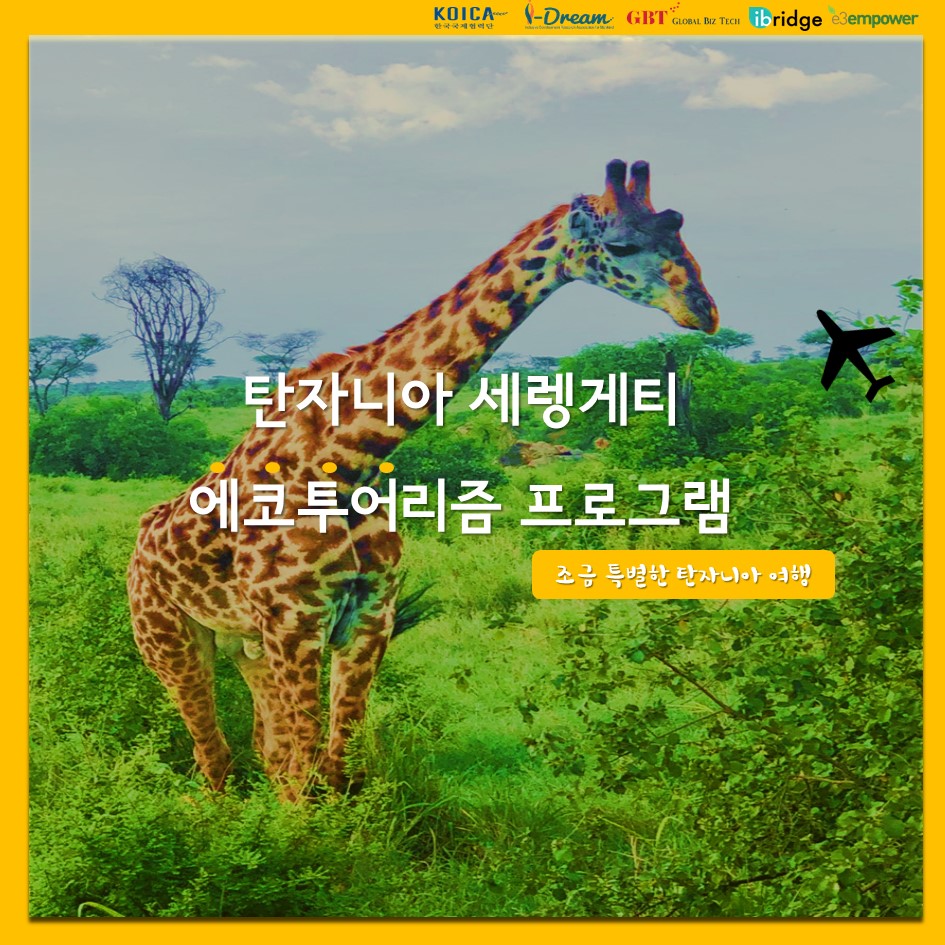 KOICA
한국국제협력단
i-Dream
GBT GLOBAL BIZ TECH
ibridge
e3empower
탄자니아 세렝게티
에코투어리즘 프로그램
조금 특별한 탄자니아 여행